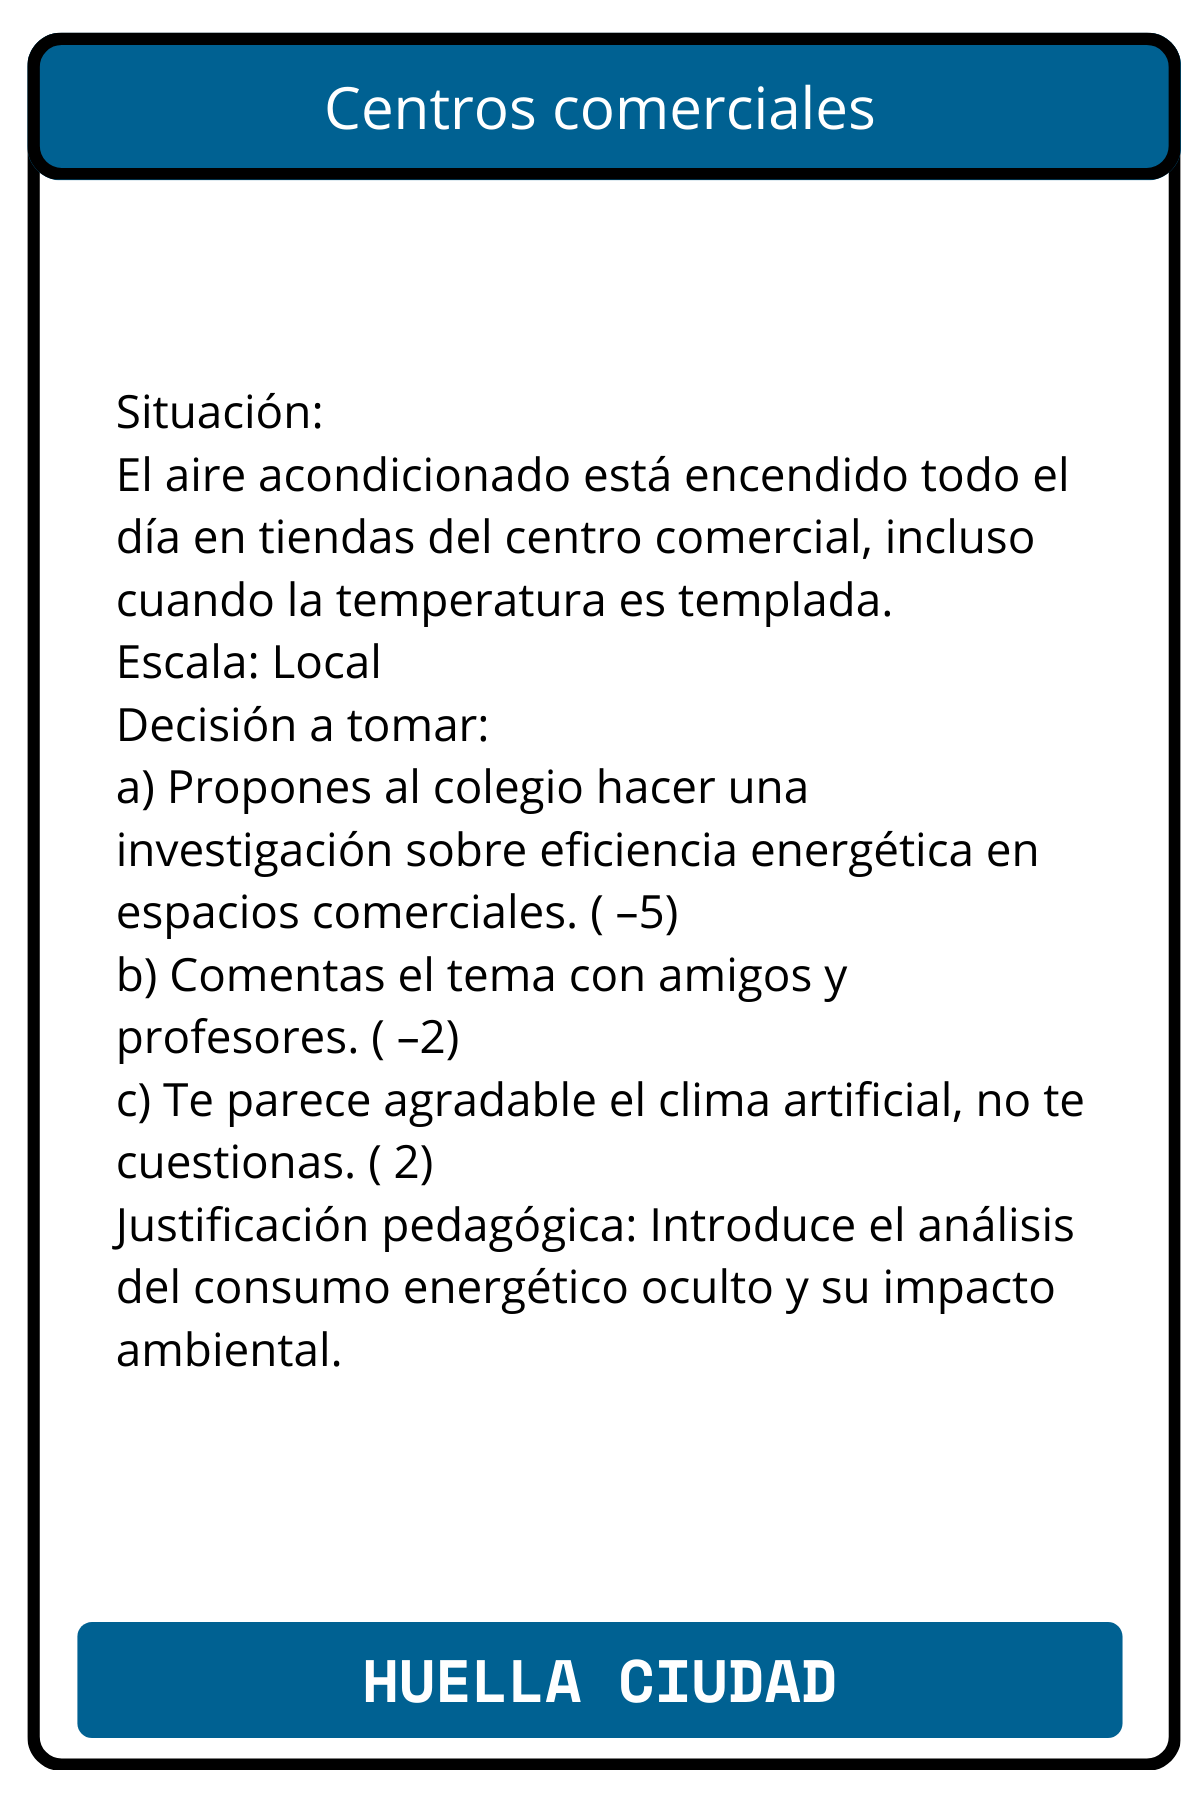 Centros comerciales
Situación:
El aire acondicionado está encendido todo el
día en tiendas del centro comercial, incluso
cuando la temperatura es templada.
Escala: Local
Decisión a tomar:
a) Propones al colegio hacer una
investigación sobre eficiencia energética en
espacios comerciales. ( –5)
b) Comentas el tema con amigos y
profesores. ( –2)
c) Te parece agradable el clima artificial, no te
cuestionas. ( 2)
Justificación pedagógica: Introduce el análisis
del consumo energético oculto y su impacto
ambiental.
HUELLA CIUDAD